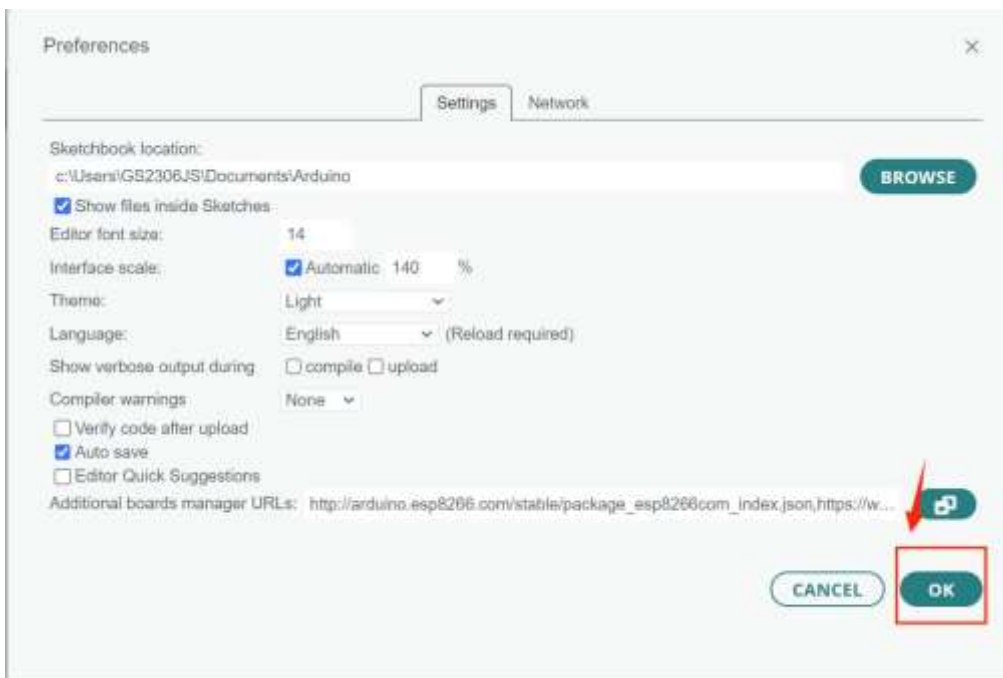 Preferences
Settings Network
Sketchbook location:
c:\Users\GS2306JS\Documents\Arduino
BROWSE
Show files inside Sketches
Editor font size: 14
Interface scale: Automatic 140 %
Theme: Light
Language: English (Reload required)
Show verbose output during compile upload
Compiler warnings None
Verify code after upload
Auto save
Editor Quick Suggestions
Additional boards manager URLs: http://arduino.esp8266.com/stable/package_esp8266com_index.json,https://w...
CANCEL OK